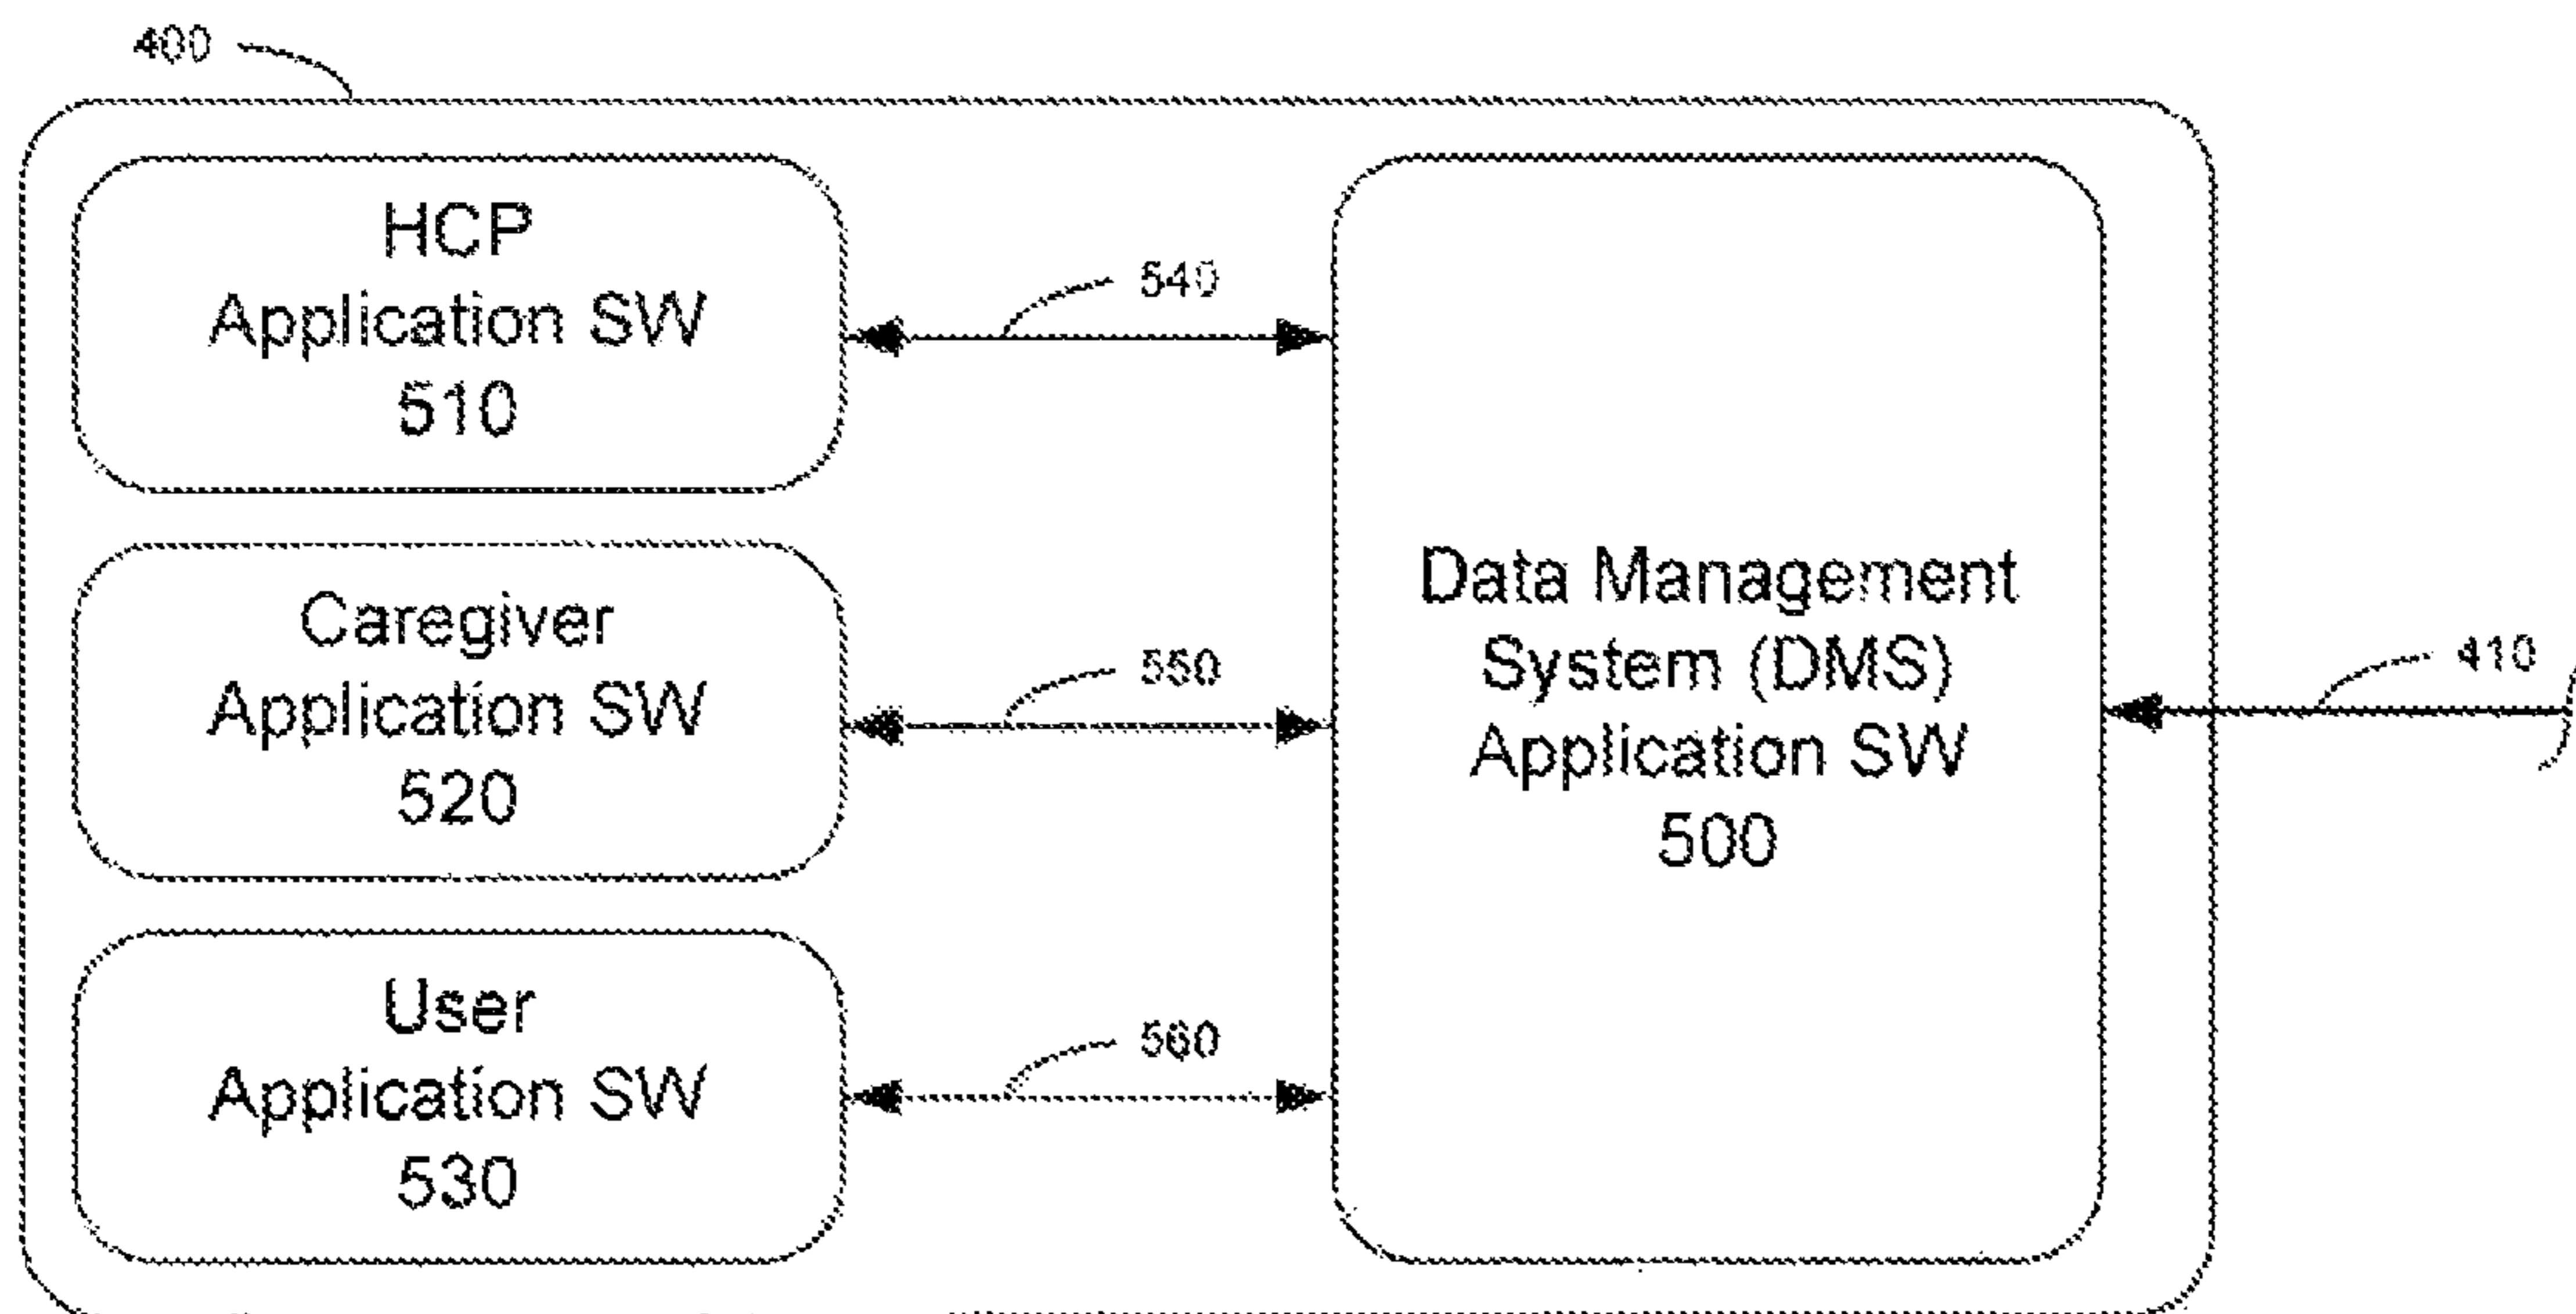 400
HCP
Application SW
510
540
Caregiver
Application SW
520
550
Data Management
System (DMS)
Application SW
500
410
User
Application SW
530
560